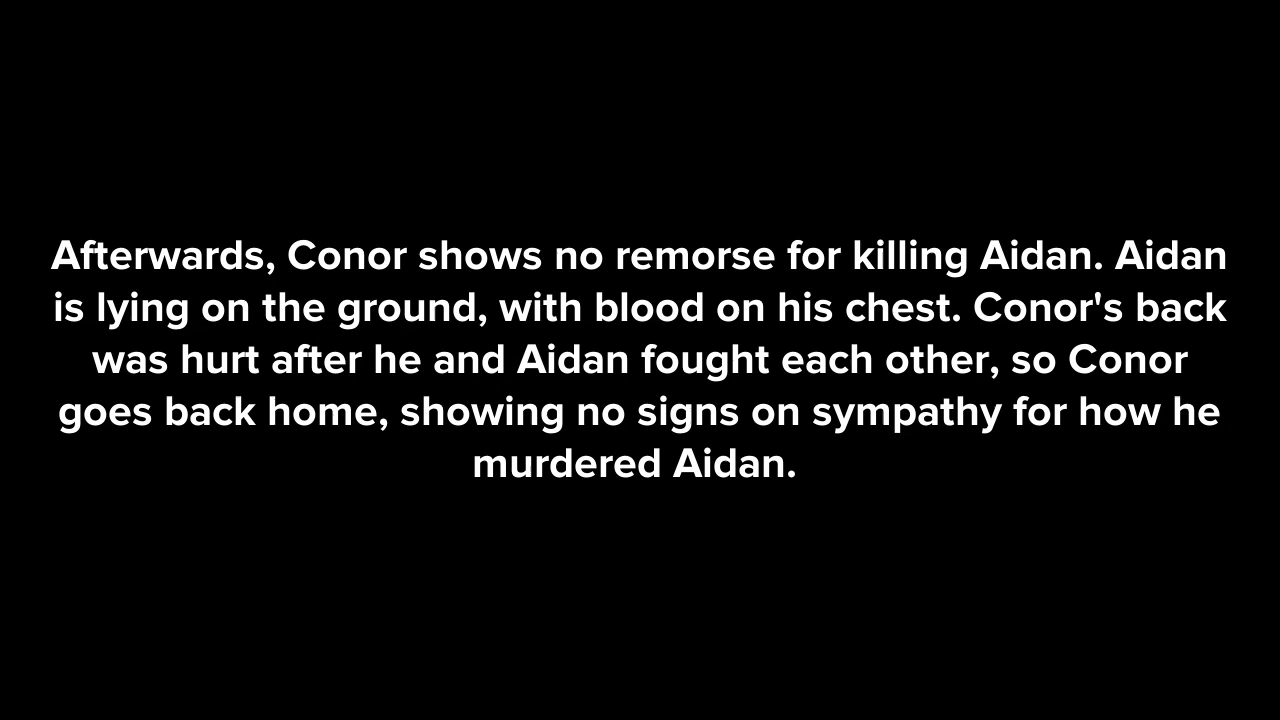 Afterwards, Conor shows no remorse for killing Aidan. Aidan
is lying on the ground, with blood on his chest. Conor's back
was hurt after he and Aidan fought each other, so Conor
goes back home, showing no signs on sympathy for how he
murdered Aidan.